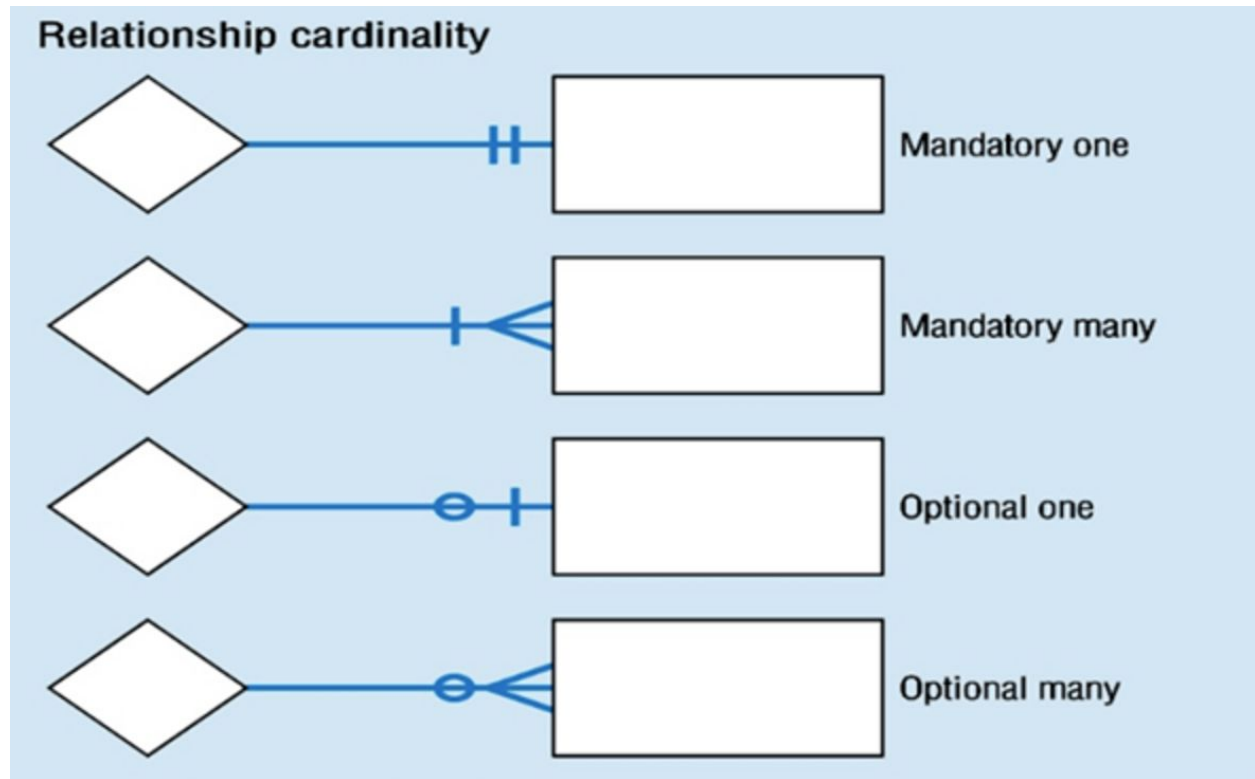 Relationship cardinality
Mandatory one
Mandatory many
Optional one
Optional many